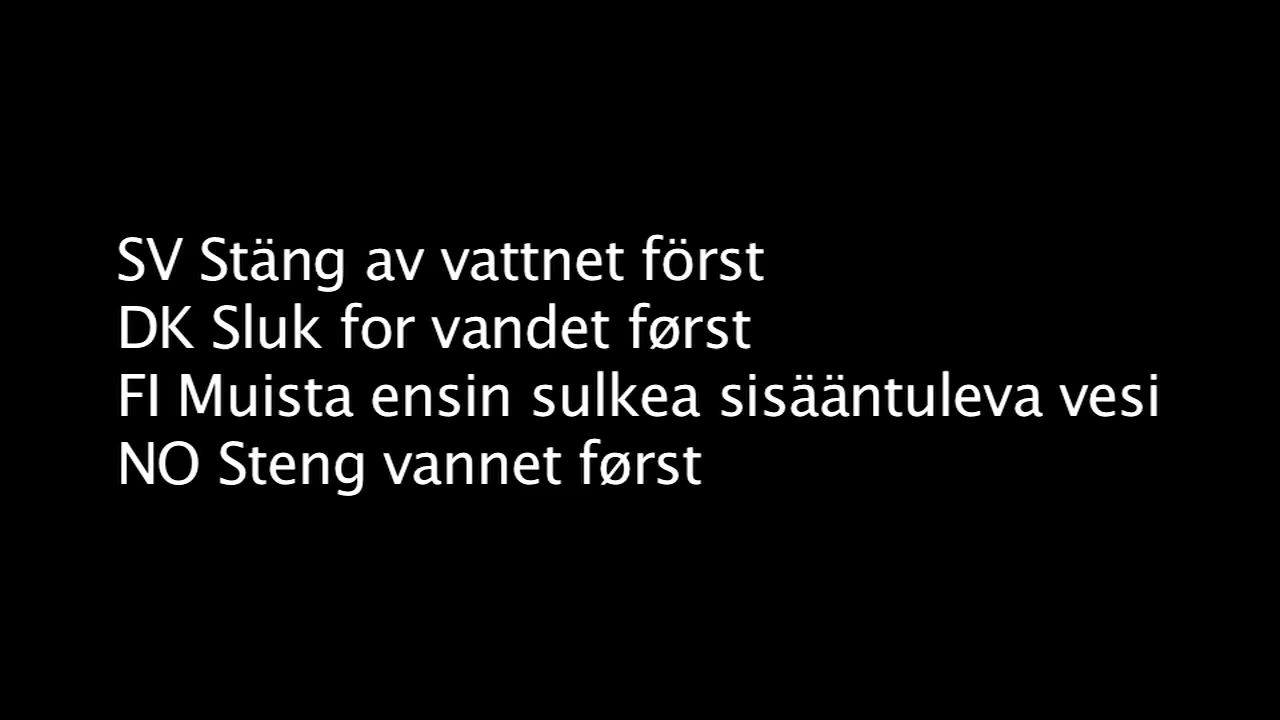 SV Stäng av vattnet först
DK Sluk for vandet først
FI Muista ensin sulkea sisääntuleva vesi
NO Steng vannet først